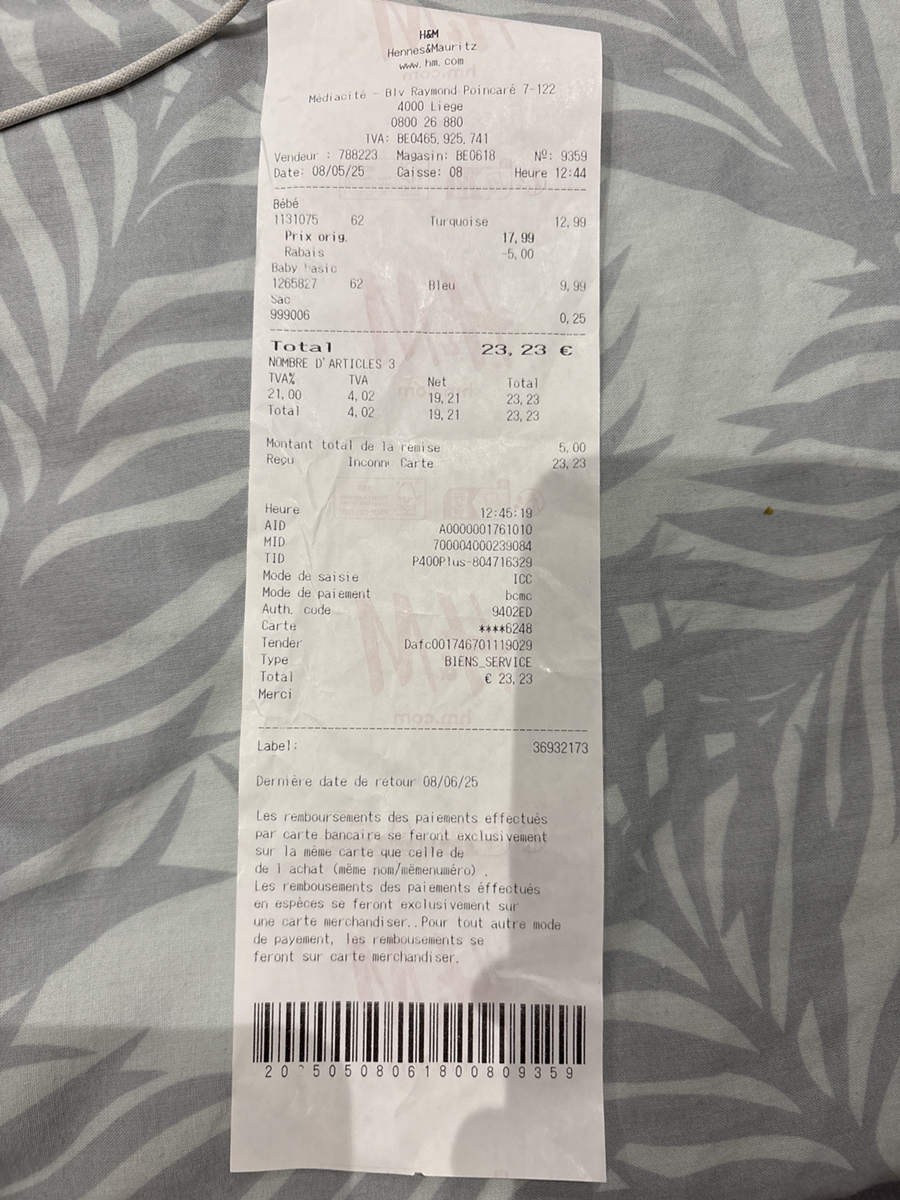 H&M
Hennes&Mauritz
www.hm.com
Médiacité - Blv Raymond Poincaré 7-122
4000 Liege
0800 26 880
TVA: BE0465.925.741
Vendeur : 788223 Magasin: BE0618 Nº: 9359
Date: 08/05/25 Caisse: 08 Heure 12:44
Bébé
1131075 62 Turquoise 12,99
Prix orig. 17,99
Rabais -5,00
Baby basic
1265827 62 Bleu 9,99
Sac
999006 0,25
Total 23,23 €
NOMBRE D'ARTICLES 3
TVA% TVA Net Total
21,00 4,02 19,21 23,23
Total 4,02 19,21 23,23
Montant total de la remise 5,00
Reçu Inconn Carte 23,23
Heure 12:45:19
AID A0000001761010
MID 700004000239084
TID P400Plus-804716329
Mode de saisie ICC
Mode de paiement bcmc
Auth. code 9402ED
Carte ****6248
Tender Dafc001746701119029
Type BIENS_SERVICE
Total € 23,23
Merci
Label: 36932173
Dernière date de retour 08/06/25
Les remboursements des paiements effectués
par carte bancaire se feront exclusivement
sur la même carte que celle de
de l achat (même nom/mêmenuméro) .
Les rembousements des paiements éffectués
en espèces se feront exclusivement sur
une carte merchandiser..Pour tout autre mode
de payement, les rembousements se
feront sur carte merchandiser.